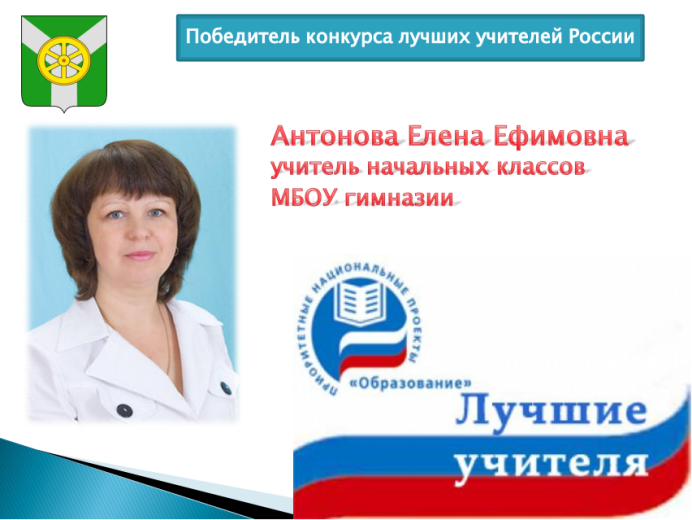 Победитель конкурса лучших учителей России
Антонова Елена Ефимовна
учитель начальных классов
МБОУ гимназии
ПРИОРИТЕТНЫЕ НАЦИОНАЛЬНЫЕ ПРОЕКТЫ
«Образование»
Лучшие
учителя